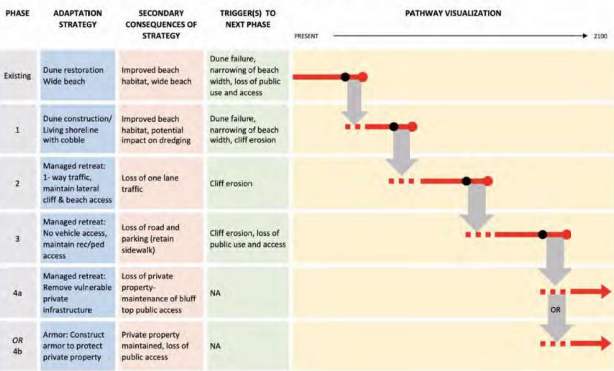 PHASE
ADAPTATION
STRATEGY
SECONDARY
CONSEQUENCES OF
STRATEGY
TRIGGER(S) TO
NEXT PHASE
PATHWAY VISUALIZATION
PRESENT
2100
Existing
Dune restoration
Wide beach
Improved beach
habitat, wide beach
Dune failure,
narrowing of beach
width, loss of public
use and access
1
Dune construction/
Living shoreline
with cobble
Improved beach
habitat, potential
impact on dredging
Dune failure,
narrowing of beach
width, cliff erosion
2
Managed retreat:
1- way traffic,
maintain lateral
cliff & beach access
Loss of one lane
traffic
Cliff erosion
3
Managed retreat:
No vehicle access,
maintain rec/ped
access
Loss of road and
parking (retain
sidewalk)
Cliff erosion, loss of
public use and access
4a
Managed retreat:
Remove vulnerable
private
infrastructure
Loss of private
property-
maintenance of bluff
top public access
NA
OR
OR
4b
Armor: Construct
armor to protect
private property
Private property
maintained, loss of
public access
NA